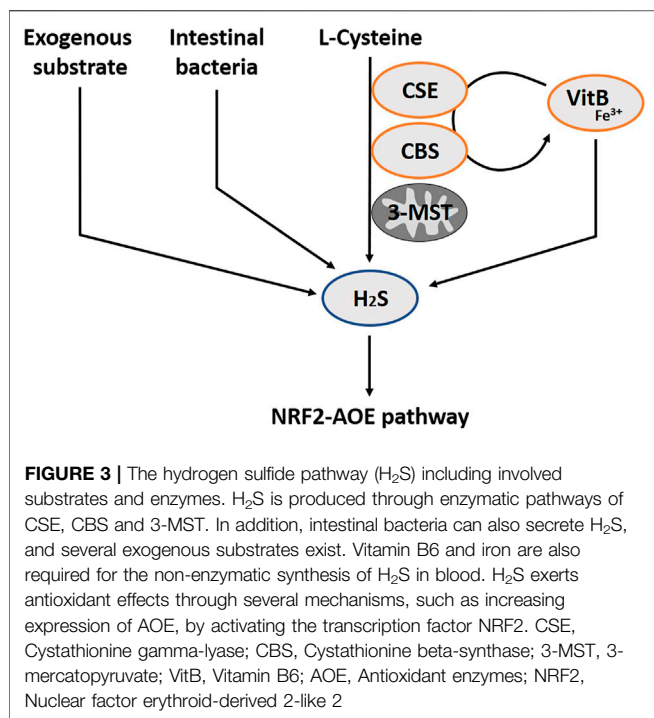 Exogenous substrate
Intestinal bacteria
L-Cysteine
CSE
VitB
Fe³⁺
CBS
3-MST
H₂S
NRF2-AOE pathway
FIGURE 3 | The hydrogen sulfide pathway (H₂S) including involved
substrates and enzymes. H₂S is produced through enzymatic pathways of
CSE, CBS and 3-MST. In addition, intestinal bacteria can also secrete H₂S,
and several exogenous substrates exist. Vitamin B6 and iron are also
required for the non-enzymatic synthesis of H₂S in blood. H₂S exerts
antioxidant effects through several mechanisms, such as increasing
expression of AOE, by activating the transcription factor NRF2. CSE,
Cystathionine gamma-lyase; CBS, Cystathionine beta-synthase; 3-MST, 3-
mercatopyruvate; VitB, Vitamin B6; AOE, Antioxidant enzymes; NRF2,
Nuclear factor erythroid-derived 2-like 2